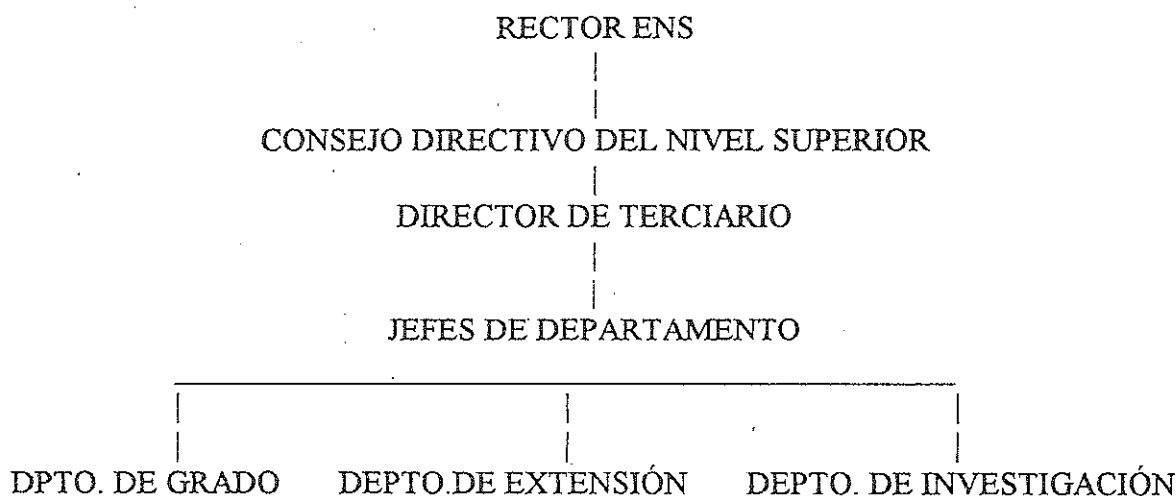 RECTOR ENS
CONSEJO DIRECTIVO DEL NIVEL SUPERIOR
DIRECTOR DE TERCIARIO
JEFES DE DEPARTAMENTO
DPTO. DE GRADO DEPTO.DE EXTENSIÓN DEPTO. DE INVESTIGACIÓN